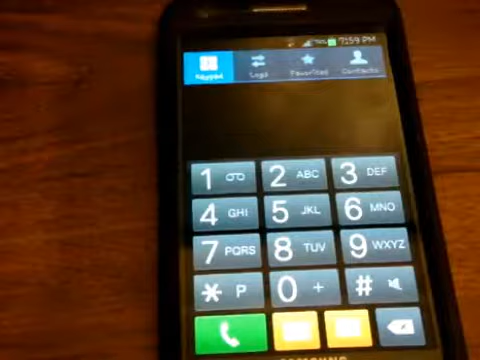 7:59 PM
Keypad Logs Favorites Contacts
1 2 ABC 3 DEF
4 GHI 5 JKL 6 MNO
7 PQRS 8 TUV 9 WXYZ
* P 0 + #
SAMSUNG